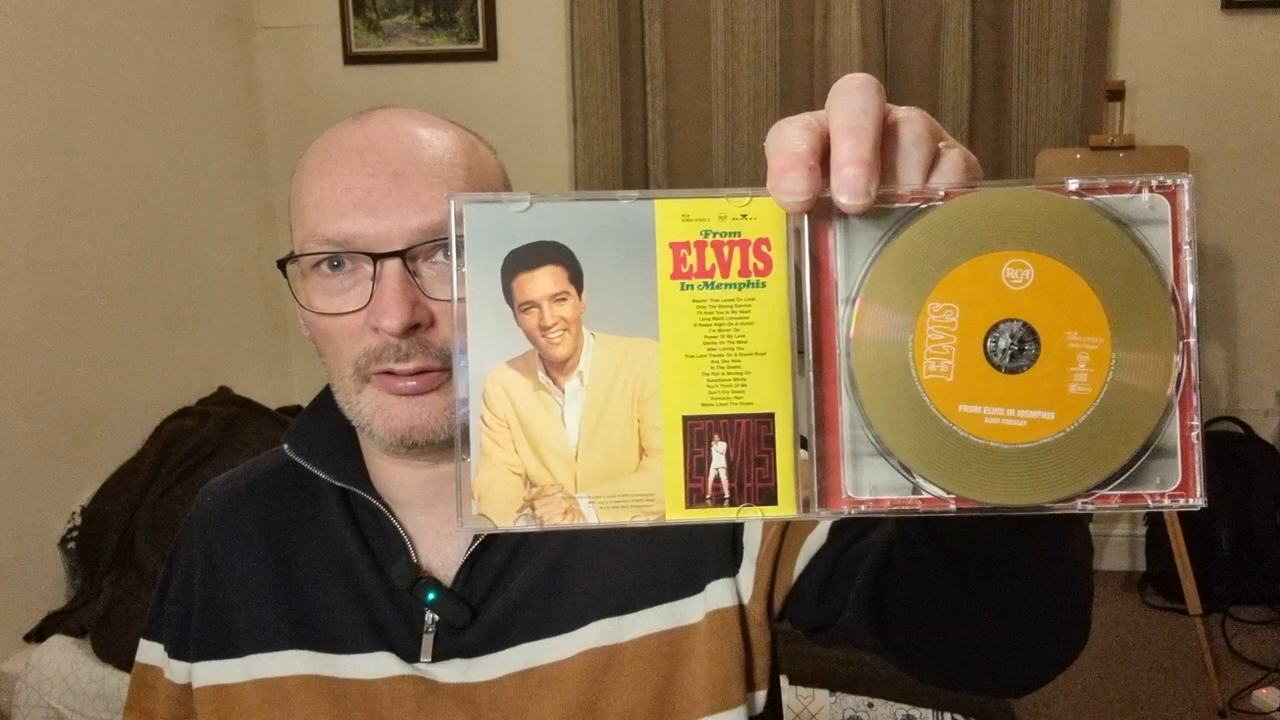 From
ELVIS
In Memphis
Wearin' That Loved On Look
Only The Strong Survive
I'll Hold You In My Heart
Long Black Limousine
It Keeps Right On A-Hurtin'
I'm Movin' On
Power Of My Love
Gentle On The Mind
After Loving You
True Love Travels On A Gravel Road
Any Day Now
In The Ghetto
The Fair Is Moving On
Suspicious Minds
You'll Think Of Me
Don't Cry Daddy
Kentucky Rain
Mama Liked The Roses
ELVIS
RCA
ELVIS
FROM ELVIS IN MEMPHIS
ELVIS PRESLEY